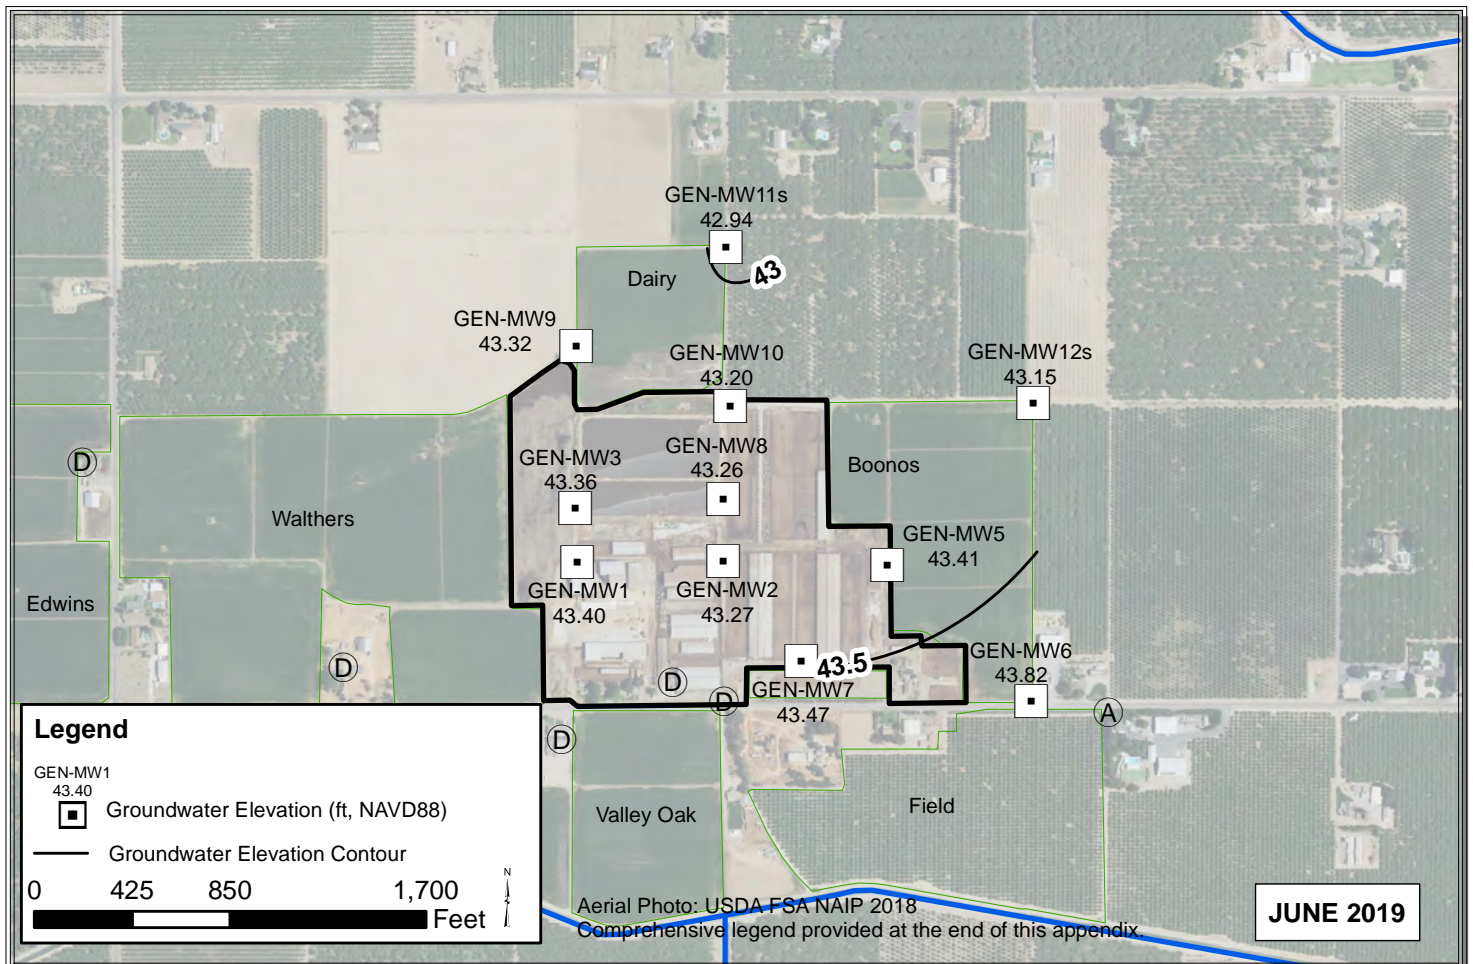 GEN-MW11s
42.94
43
Dairy
GEN-MW9
43.32
GEN-MW10
43.20
GEN-MW12s
43.15
GEN-MW3
43.36
GEN-MW8
43.26
Boonos
D
Walthers
GEN-MW5
43.41
GEN-MW1
43.40
GEN-MW2
43.27
Edwins
D
D
D
D
43.5
GEN-MW6
43.82
GEN-MW7
43.47
A
Valley Oak
Field
Legend
GEN-MW1
43.40
Groundwater Elevation (ft, NAVD88)
Groundwater Elevation Contour
0 425 850 1,700
Feet
N
Aerial Photo: USDA FSA NAIP 2018
Comprehensive legend provided at the end of this appendix.
JUNE 2019